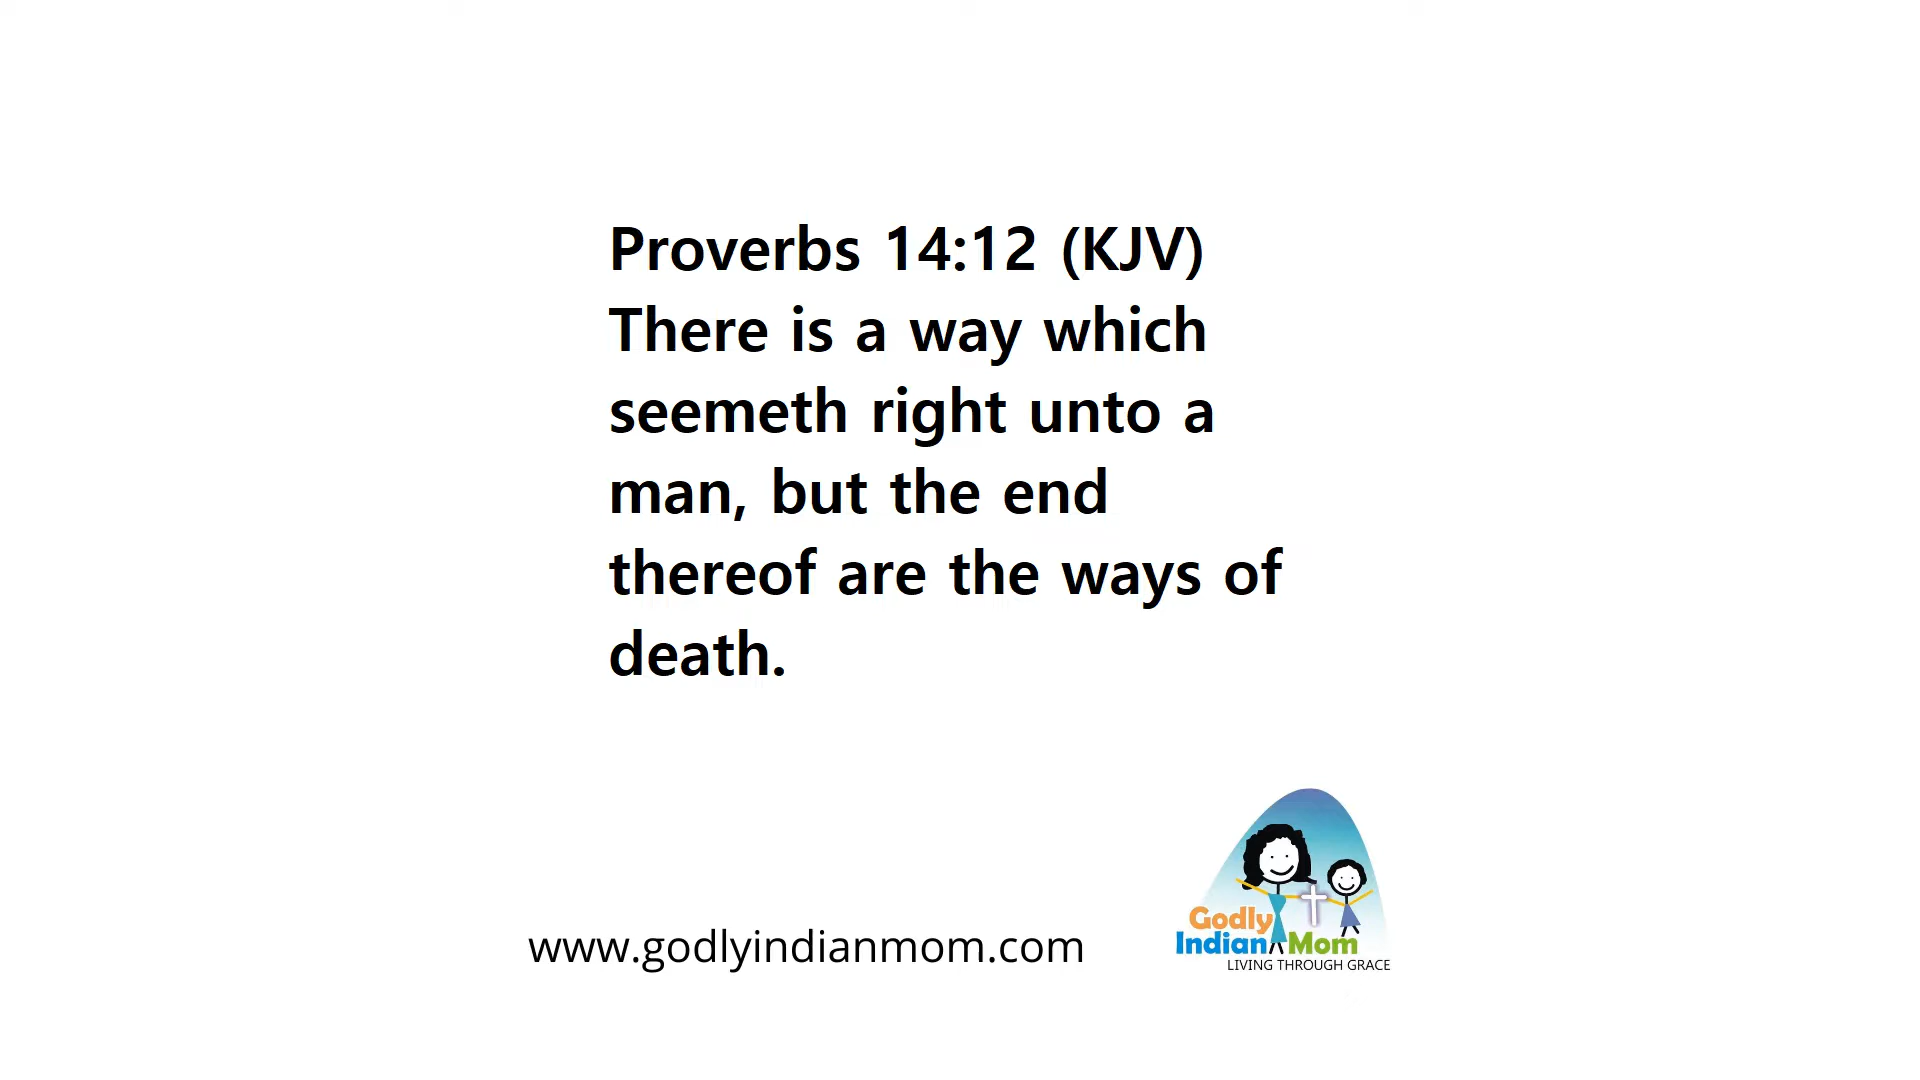 Proverbs 14:12 (KJV)
There is a way which
seemeth right unto a
man, but the end
thereof are the ways of
death.
www.godlyindianmom.com
Godly
Indian Mom
LIVING THROUGH GRACE